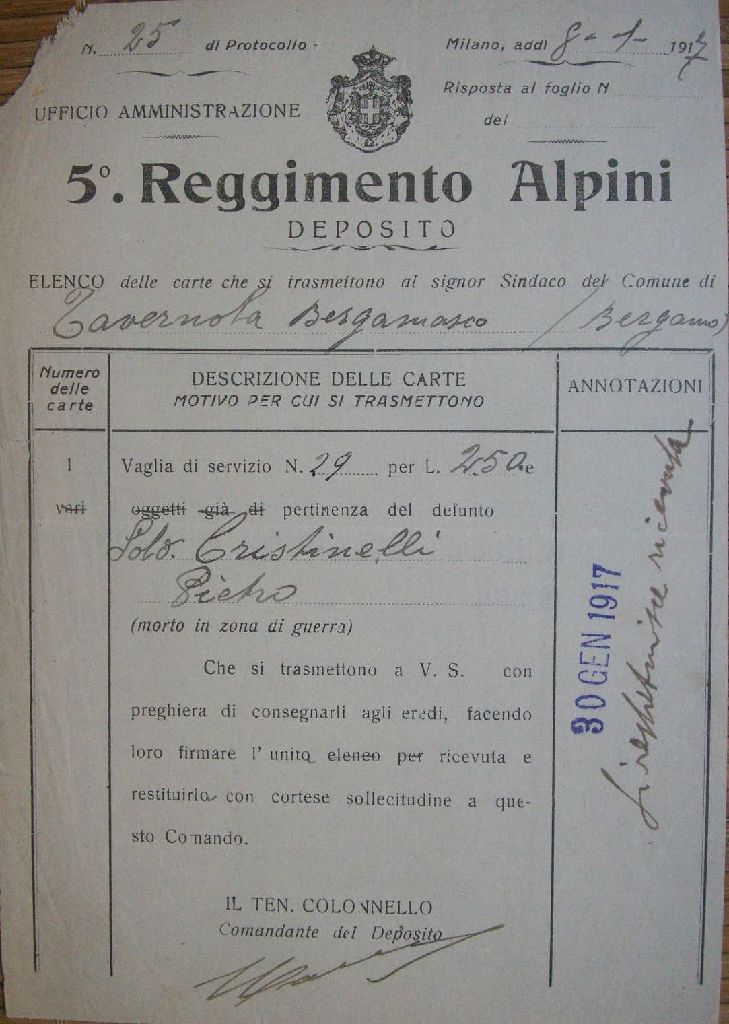 N. 25 di Protocollo
Milano, addì 8-1-1917
UFFICIO AMMINISTRAZIONE
Risposta al foglio N
del
5º. Reggimento Alpini
DEPOSITO
ELENCO delle carte che si trasmettono al signor Sindaco del Comune di
Tavernola Bergamasco (Bergamo)
Numero
delle
carte
DESCRIZIONE DELLE CARTE
MOTIVO PER CUI SI TRASMETTONO
ANNOTAZIONI
1 Vaglia di servizio N. 29 per L. 2.50 e
vari oggetti già di pertinenza del defunto
Sold. Cristinelli
Pietro
(morto in zona di guerra)
Che si trasmettono a V. S. con
preghiera di consegnarli agli eredi, facendo
loro firmare l'unito elenco per ricevuta e
restituirla con cortese sollecitudine a que-
sto Comando.
IL TEN. COLONNELLO
Comandante del Deposito
30 GEN 1917
Si restituisce ricevuta